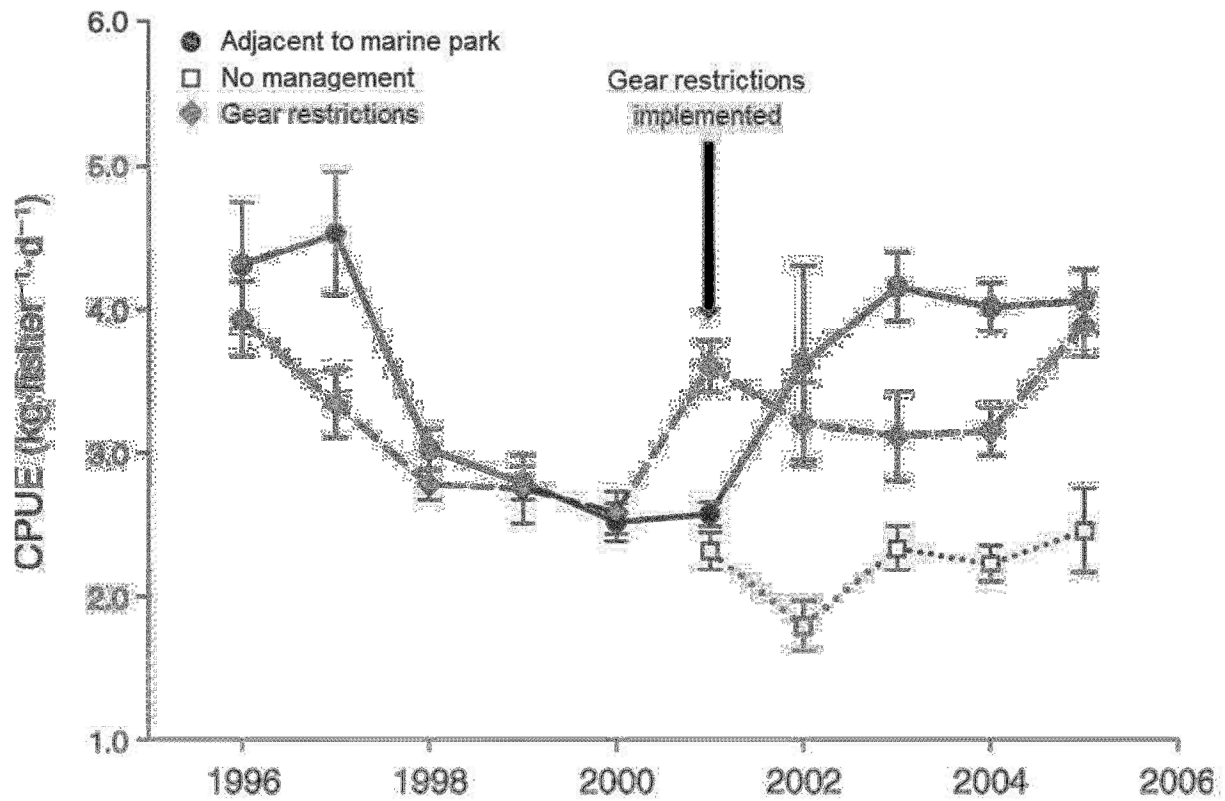 6.0
Adjacent to marine park
No management
Gear restrictions
Gear restrictions
implemented
5.0
4.0
3.0
2.0
1.0
CPUE (kg·fisher⁻¹·d⁻¹)
1996 1998 2000 2002 2004 2006